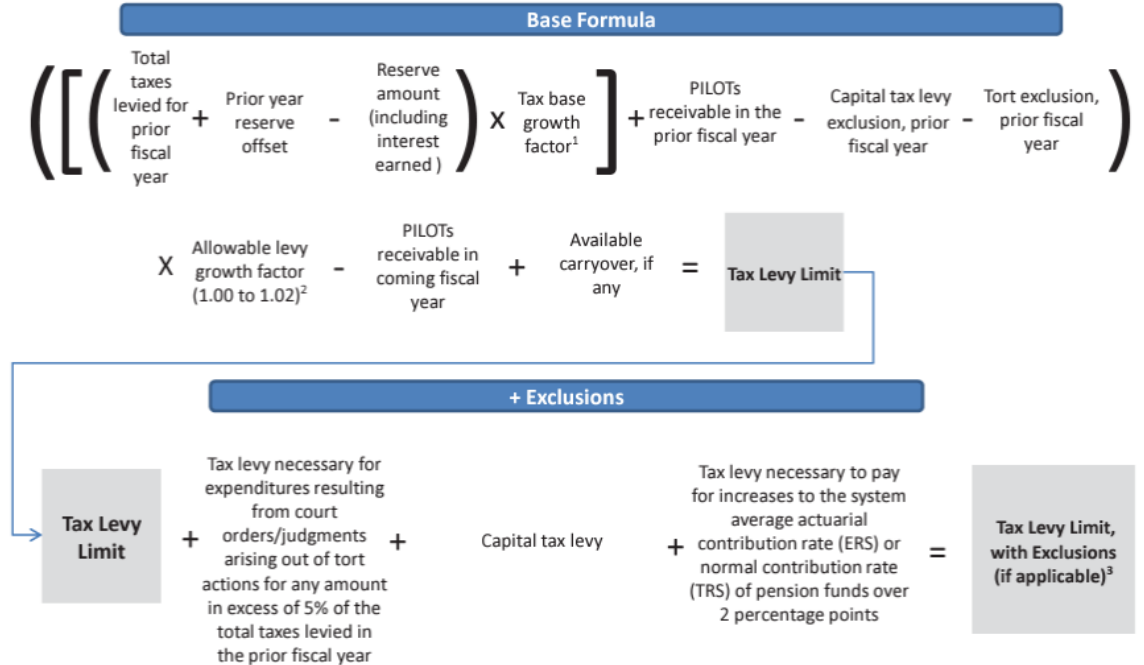 Base Formula
( [ ( Total taxes levied for prior fiscal year + Prior year reserve offset - Reserve amount (including interest earned ) ) X Tax base growth factor¹ ] + PILOTs receivable in the prior fiscal year - Capital tax levy exclusion, prior fiscal year - Tort exclusion, prior fiscal year )
X Allowable levy growth factor (1.00 to 1.02)² - PILOTs receivable in coming fiscal year + Available carryover, if any = Tax Levy Limit
+ Exclusions
Tax Levy Limit + Tax levy necessary for expenditures resulting from court orders/judgments arising out of tort actions for any amount in excess of 5% of the total taxes levied in the prior fiscal year + Capital tax levy + Tax levy necessary to pay for increases to the system average actuarial contribution rate (ERS) or normal contribution rate (TRS) of pension funds over 2 percentage points = Tax Levy Limit, with Exclusions (if applicable)³